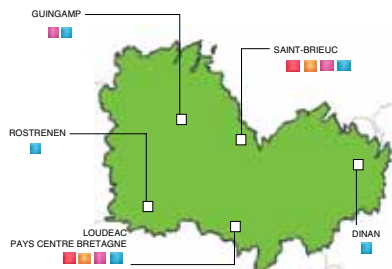 GUINGAMP
SAINT-BRIEUC
ROSTRENEN
LOUDEAC
PAYS CENTRE BRETAGNE
DINAN